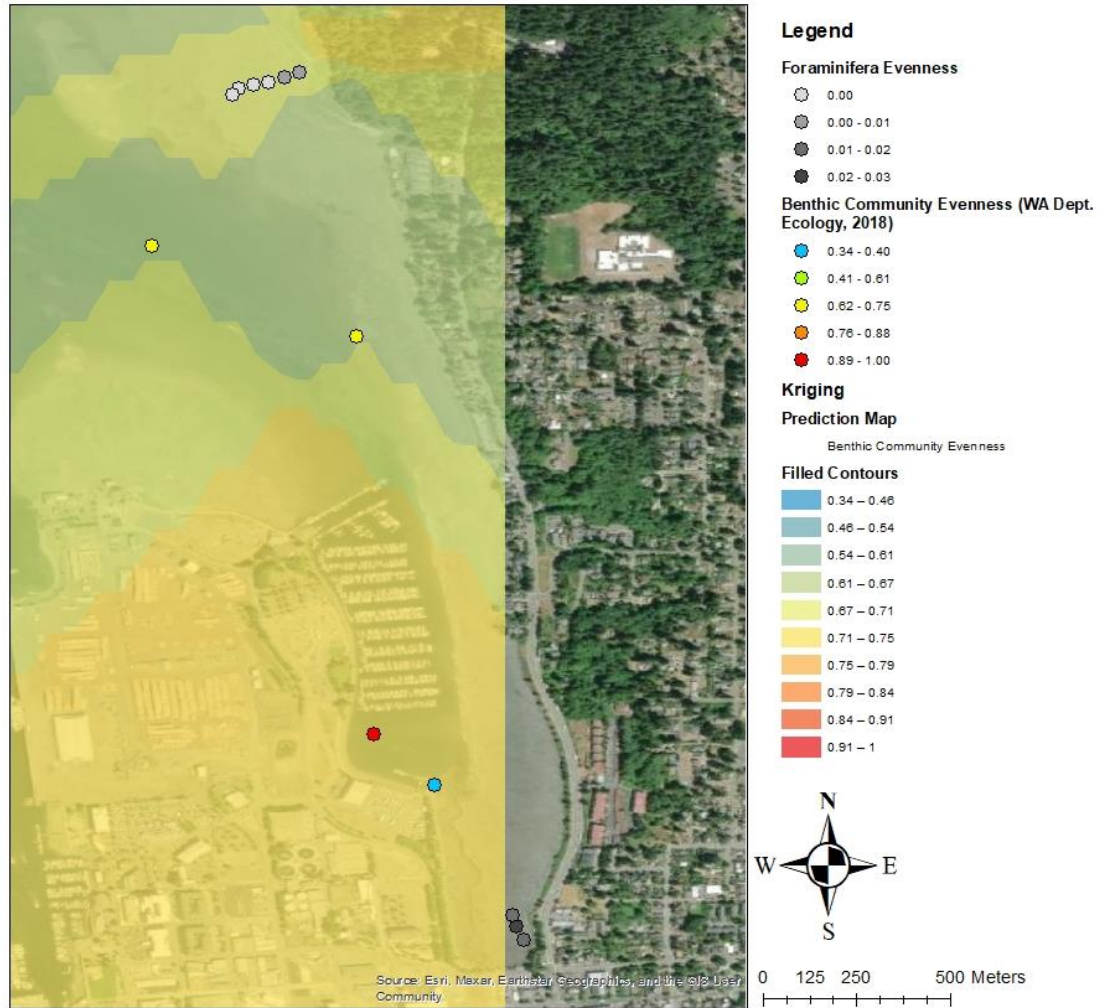 Legend
Foraminifera Evenness
0.00
0.00 - 0.01
0.01 - 0.02
0.02 - 0.03
Benthic Community Evenness (WA Dept.
Ecology, 2018)
0.34 - 0.40
0.41 - 0.61
0.62 - 0.75
0.76 - 0.88
0.89 - 1.00
Kriging
Prediction Map
Benthic Community Evenness
Filled Contours
0.34 – 0.46
0.46 – 0.54
0.54 – 0.61
0.61 – 0.67
0.67 – 0.71
0.71 – 0.75
0.75 – 0.79
0.79 – 0.84
0.84 – 0.91
0.91 – 1
N
W E
S
0 125 250 500 Meters
Source: Esri, Maxar, Earthstar Geographics, and the GIS User
Community